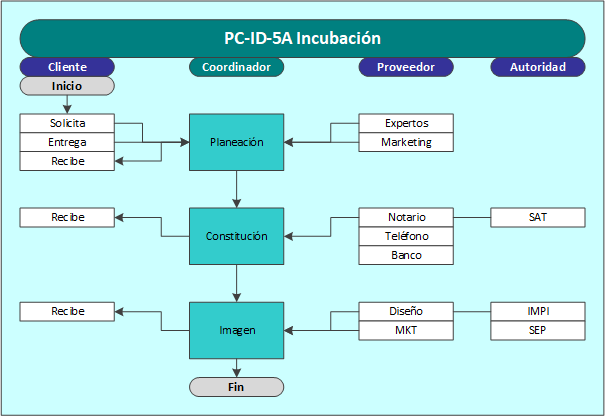 PC-ID-5A Incubación
Cliente
Coordinador
Proveedor
Autoridad
Inicio
Solicita
Entrega
Recibe
Planeación
Expertos
Marketing
Recibe
Constitución
Notario
Teléfono
Banco
SAT
Recibe
Imagen
Diseño
MKT
IMPI
SEP
Fin